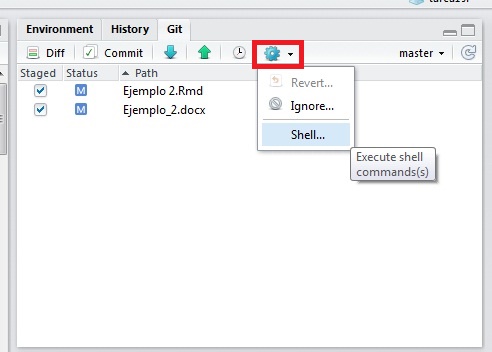 Environment History Git
Diff Commit master
Staged Status Path
M Ejemplo 2.Rmd
M Ejemplo_2.docx
Revert...
Ignore...
Shell...
Execute shell
commands(s)